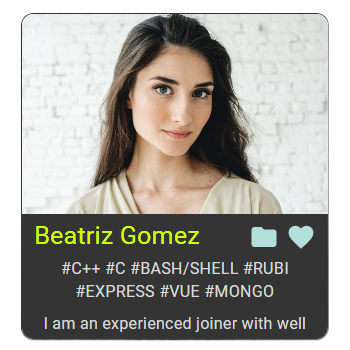 Beatriz Gomez
#C++ #C #BASH/SHELL #RUBI
#EXPRESS #VUE #MONGO
I am an experienced joiner with well